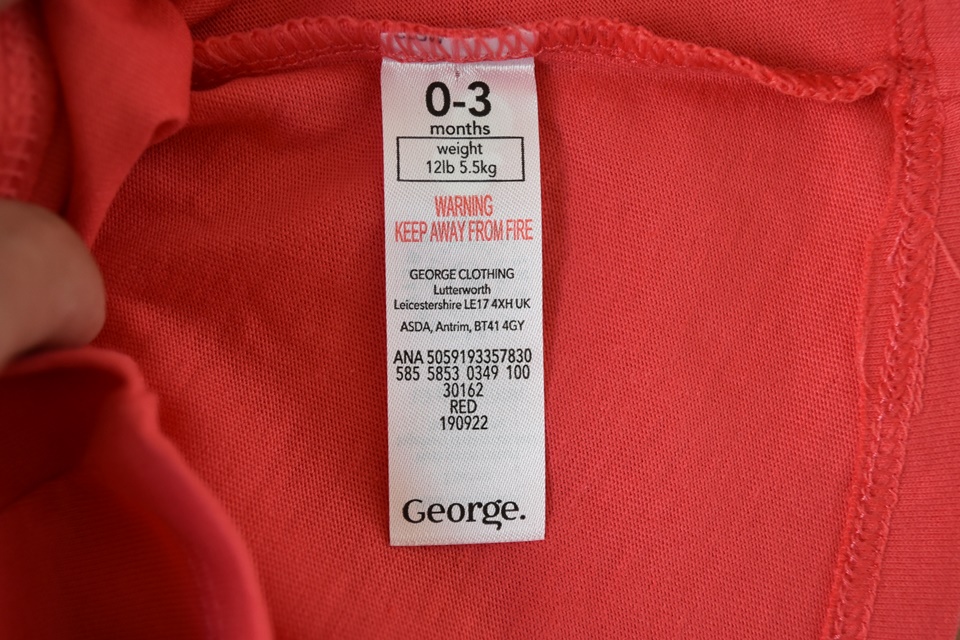 0-3
months
weight
12lb 5.5kg
WARNING
KEEP AWAY FROM FIRE
GEORGE CLOTHING
Lutterworth
Leicestershire LE17 4XH UK
ASDA, Antrim, BT41 4GY
ANA 5059193357830
585 5853 0349 100
30162
RED
190922
George.